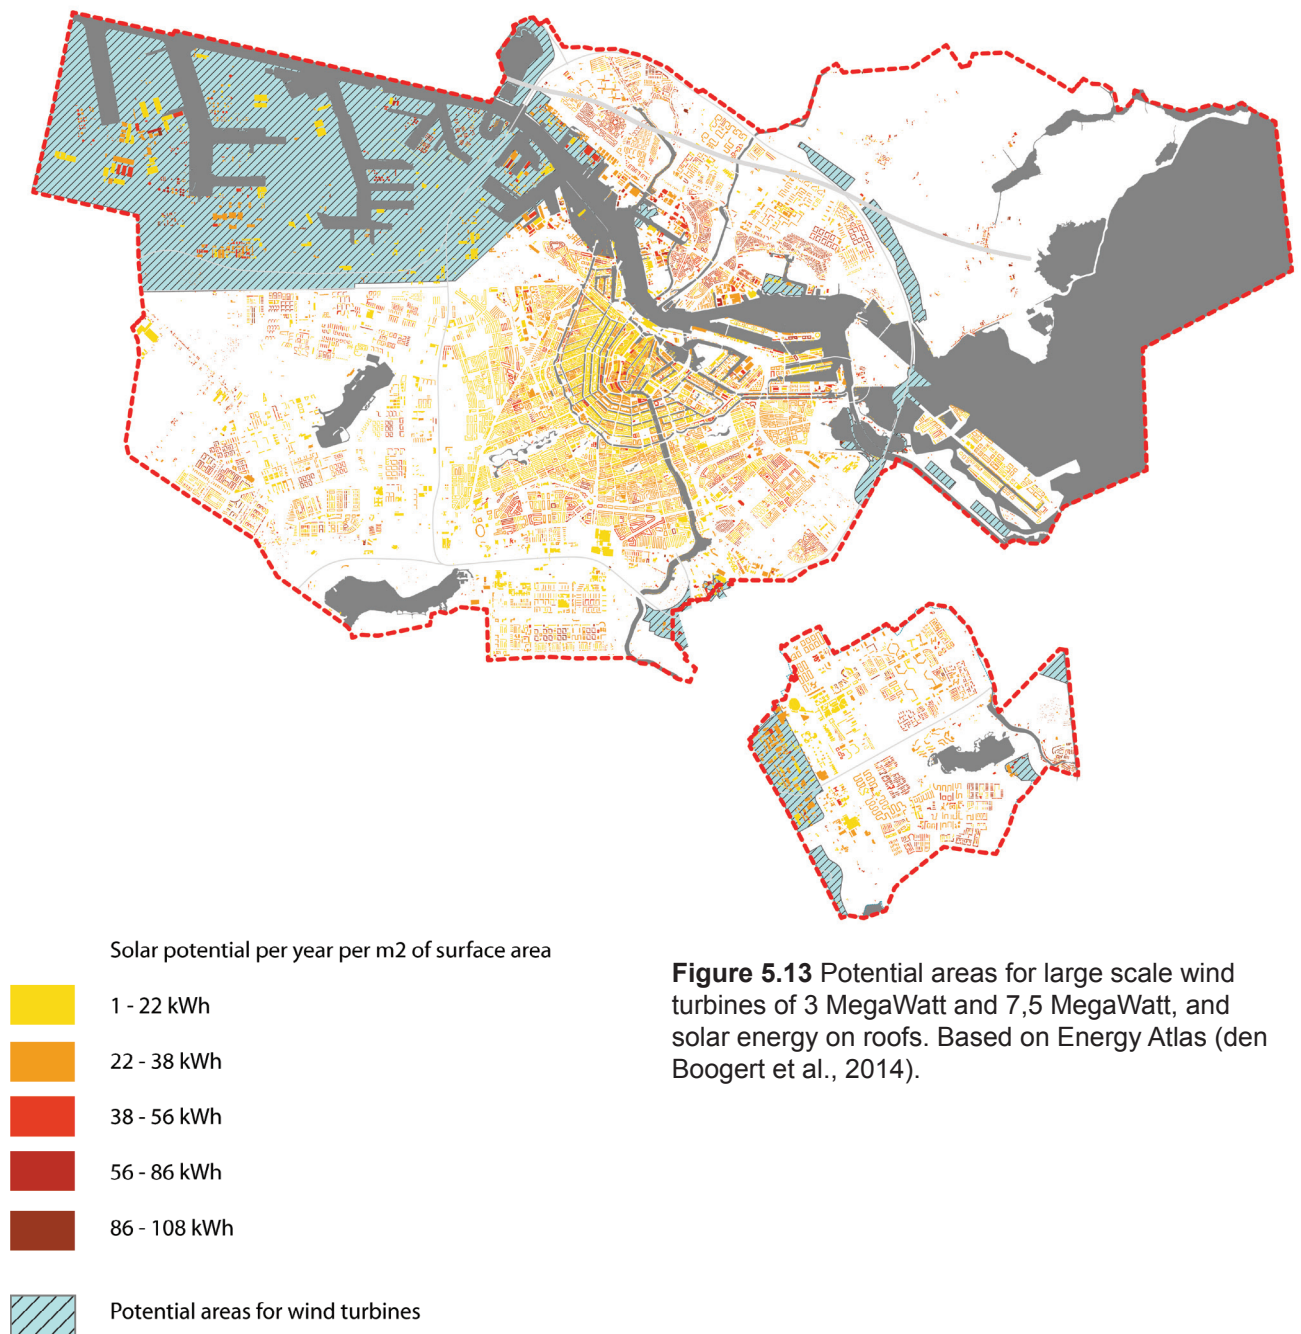 Solar potential per year per m2 of surface area
1 - 22 kWh
22 - 38 kWh
38 - 56 kWh
56 - 86 kWh
86 - 108 kWh
Potential areas for wind turbines
Figure 5.13 Potential areas for large scale wind
turbines of 3 MegaWatt and 7,5 MegaWatt, and
solar energy on roofs. Based on Energy Atlas (den
Boogert et al., 2014).